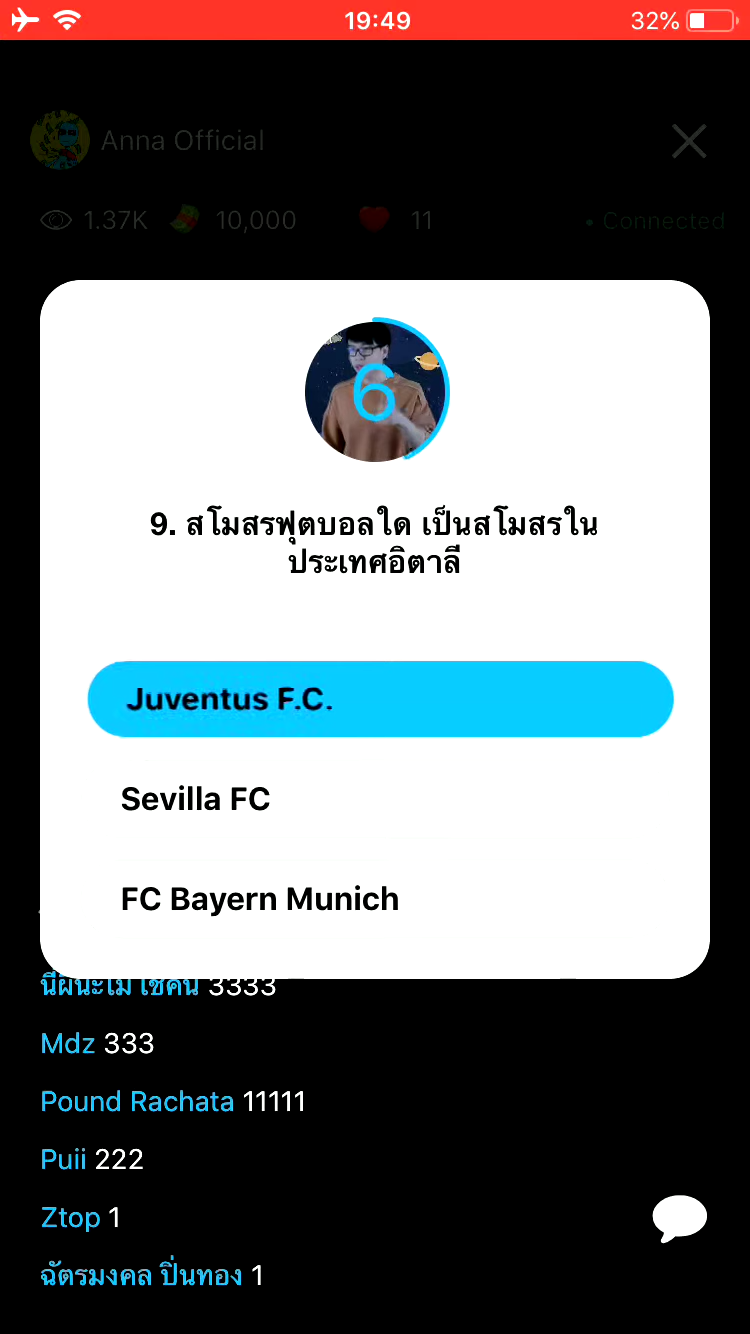 19:49
32%
Anna Official
1.37K 10,000 11 • Connected
6
9. สโมสรฟุตบอลใด เป็นสโมสรใน
ประเทศอิตาลี
Juventus F.C.
Sevilla FC
FC Bayern Munich
3333
Mdz 333
Pound Rachata 11111
Puii 222
Ztop 1
ฉัตรมงคล ปิ่นทอง 1